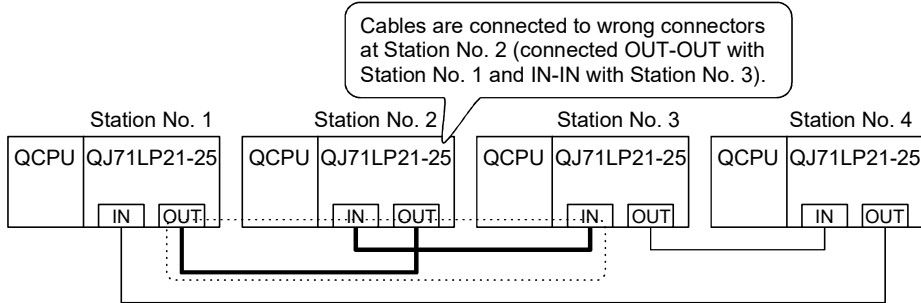 Cables are connected to wrong connectors
at Station No. 2 (connected OUT-OUT with
Station No. 1 and IN-IN with Station No. 3).
Station No. 1
Station No. 2
Station No. 3
Station No. 4
QCPU QJ71LP21-25
QCPU QJ71LP21-25
QCPU QJ71LP21-25
QCPU QJ71LP21-25
IN OUT
IN OUT
IN OUT
IN OUT